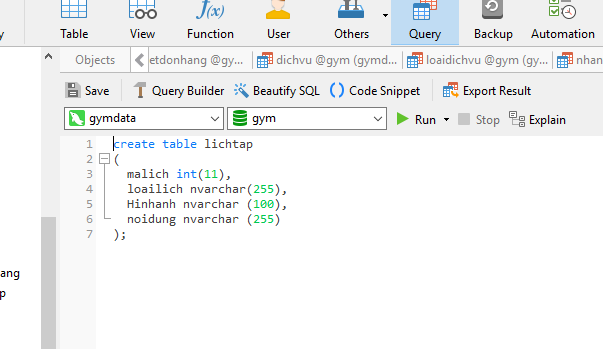 y
Table View Function User Others Query Backup Automation
f(x)
Objects etdonhang @gy... dichvu @gym (gymd... loaidichvu @gym (gy... nhan
Save Query Builder Beautify SQL () Code Snippet Export Result
gymdata gym Run Stop Explain
1 create table lichtap
2 (
3 malich int(11),
4 loailich nvarchar(255),
5 Hinhanh nvarchar (100),
6 noidung nvarchar (255)
7 );
ang
p